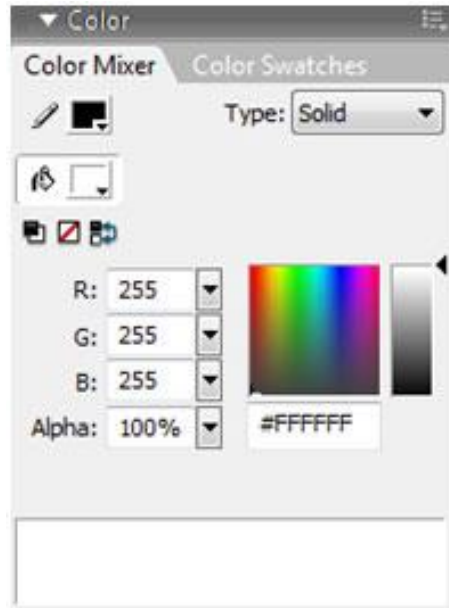 Color
Color Mixer Color Swatches
Type: Solid
R: 255
G: 255
B: 255
Alpha: 100% #FFFFFF